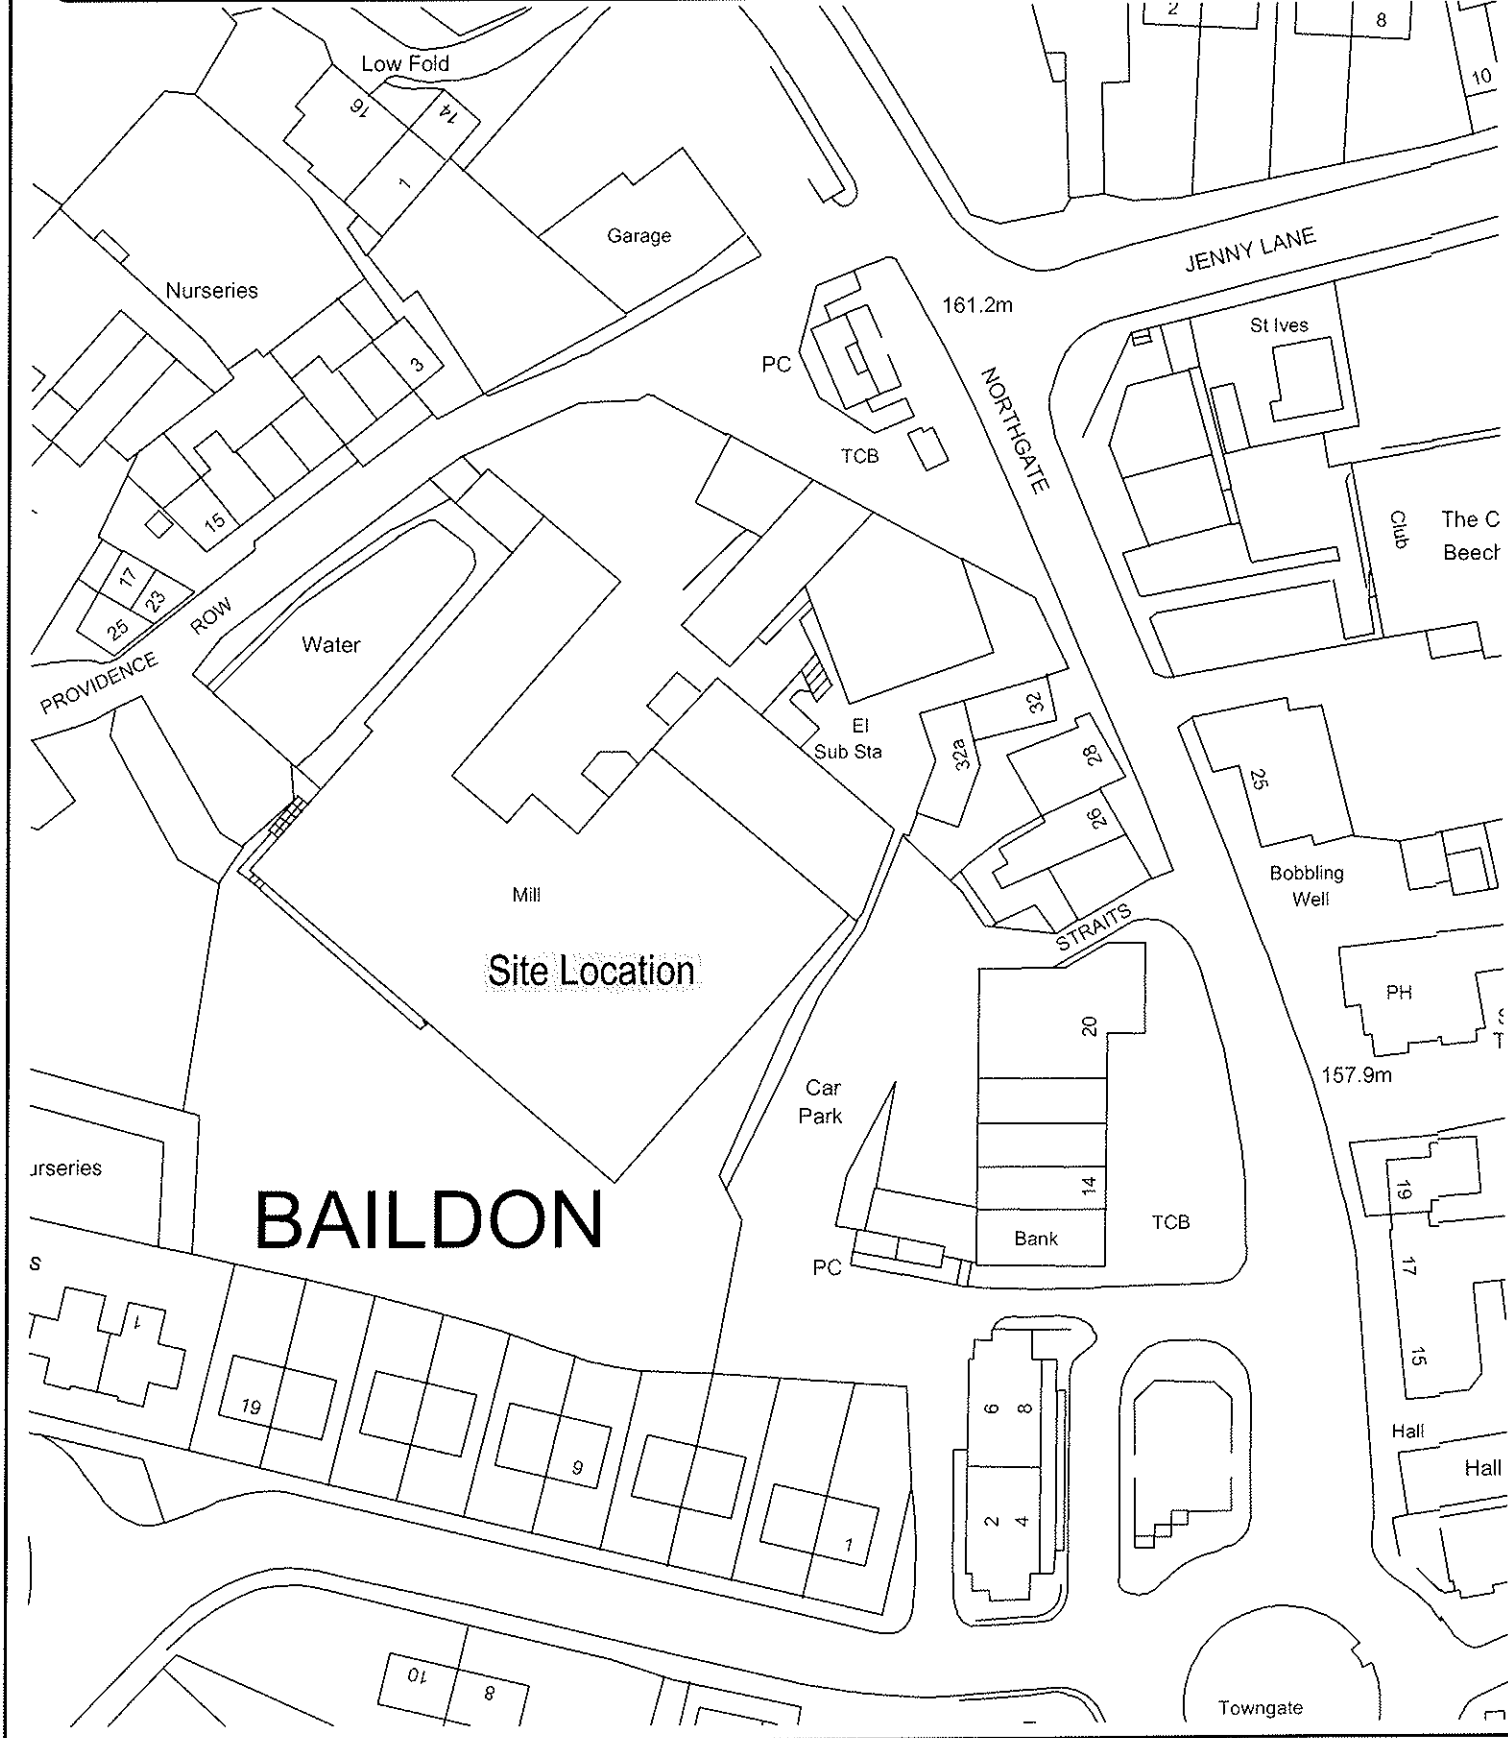 2
8
10
Low Fold
16
14
1
Garage
Nurseries
3
JENNY LANE
161.2m
St Ives
PC
NORTHGATE
TCB
15
Club
The C
Beech
17
23
25
ROW
PROVIDENCE
Water
El
Sub Sta
32
32a
28
26
25
Bobbling
Well
STRAITS
Mill
Site Location
PH
20
157.9m
Car
Park
urseries
14
19
BAILDON
TCB
Bank
PC
17
s
1
15
19
9
6
8
Hall
Hall
2
4
1
10
8
Towngate